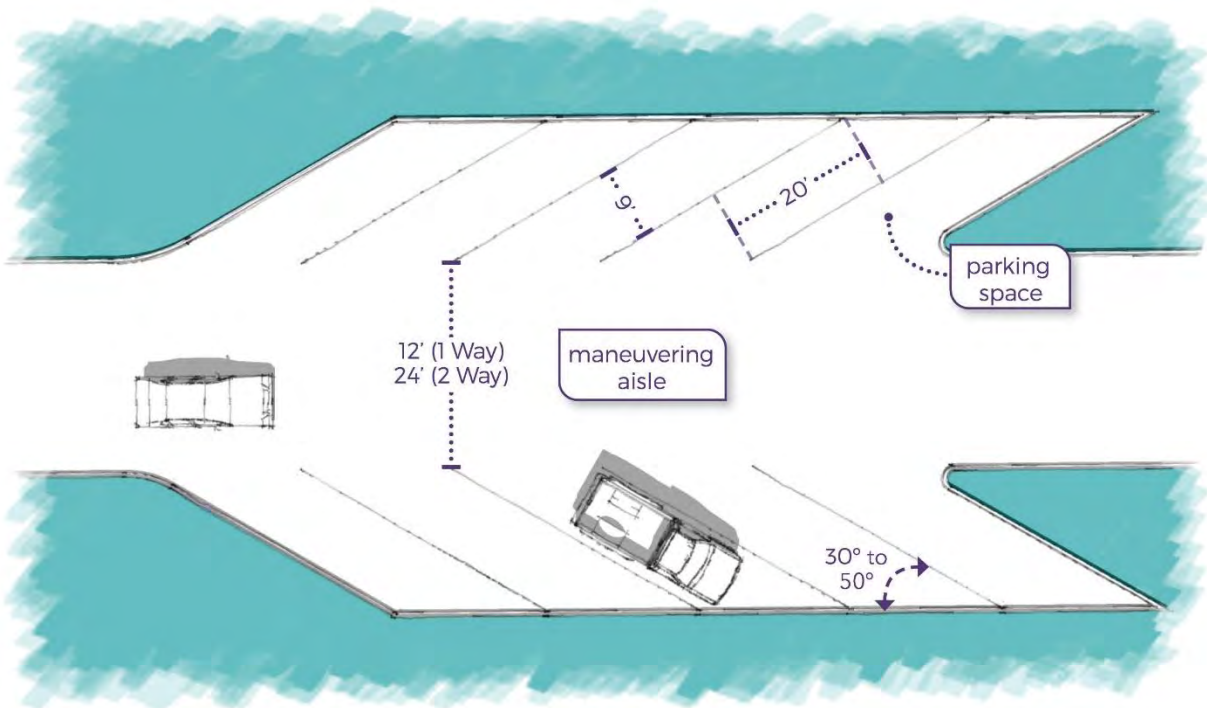 9'
20'
parking
space
12' (1 Way)
24' (2 Way)
maneuvering
aisle
30° to
50°